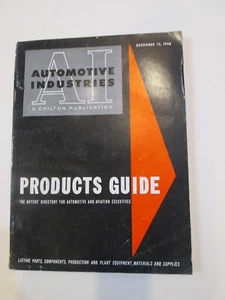 DECEMBER 15, 1958
AI
AUTOMOTIVE
INDUSTRIES
A CHILTON PUBLICATION
PRODUCTS GUIDE
THE BUYERS' DIRECTORY FOR AUTOMOTIVE AND AVIATION EXECUTIVES
LISTING PARTS, COMPONENTS, PRODUCTION AND PLANT EQUIPMENT, MATERIALS AND SUPPLIES